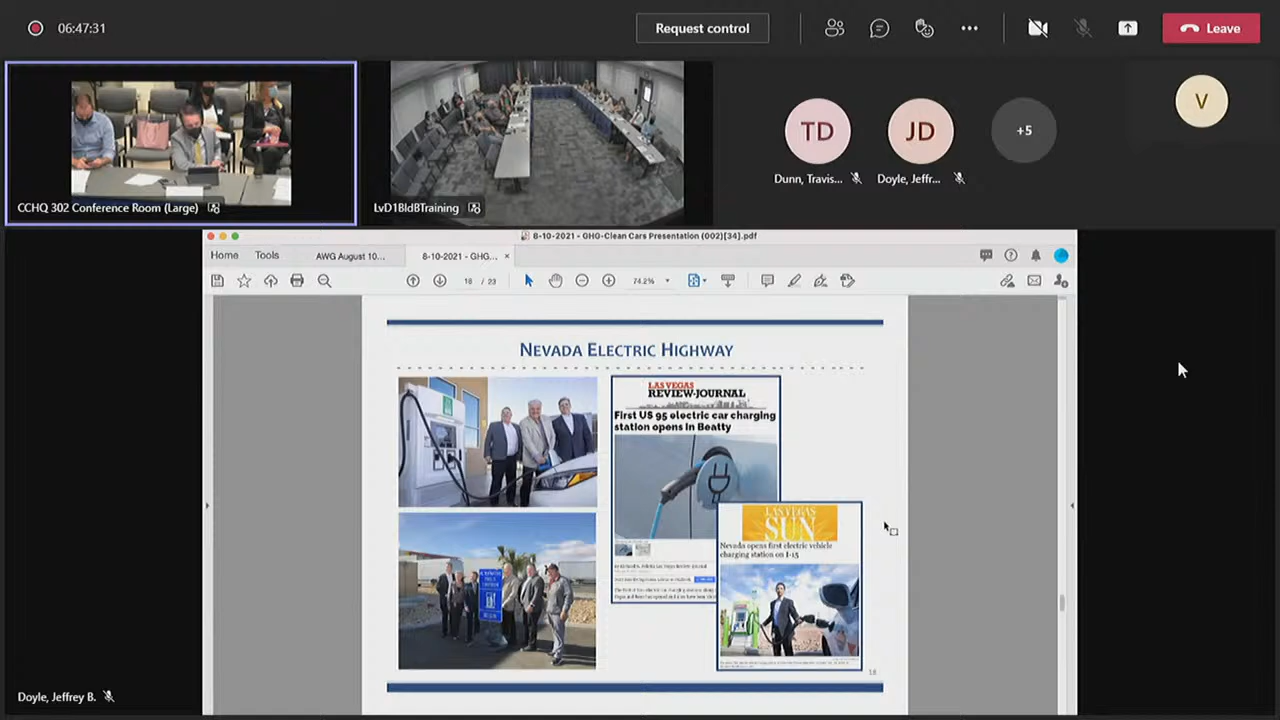 06:47:31
Request control
Leave
CCHQ 302 Conference Room (Large)
LvD1BldBTraining
TD
Dunn, Travis...
JD
Doyle, Jeffr...
+5
V
8-10-2021 - GHG-Clean Cars Presentation (002)[34].pdf
Home
Tools
AWG August 10...
8-10-2021 - GHG...
18 / 23
74.2%
NEVADA ELECTRIC HIGHWAY
LAS VEGAS
REVIEW-JOURNAL
First US 95 electric car charging
station opens in Beatty
LAS VEGAS
SUN
Nevada opens first electric vehicle
charging station on I-15
18
Doyle, Jeffrey B.